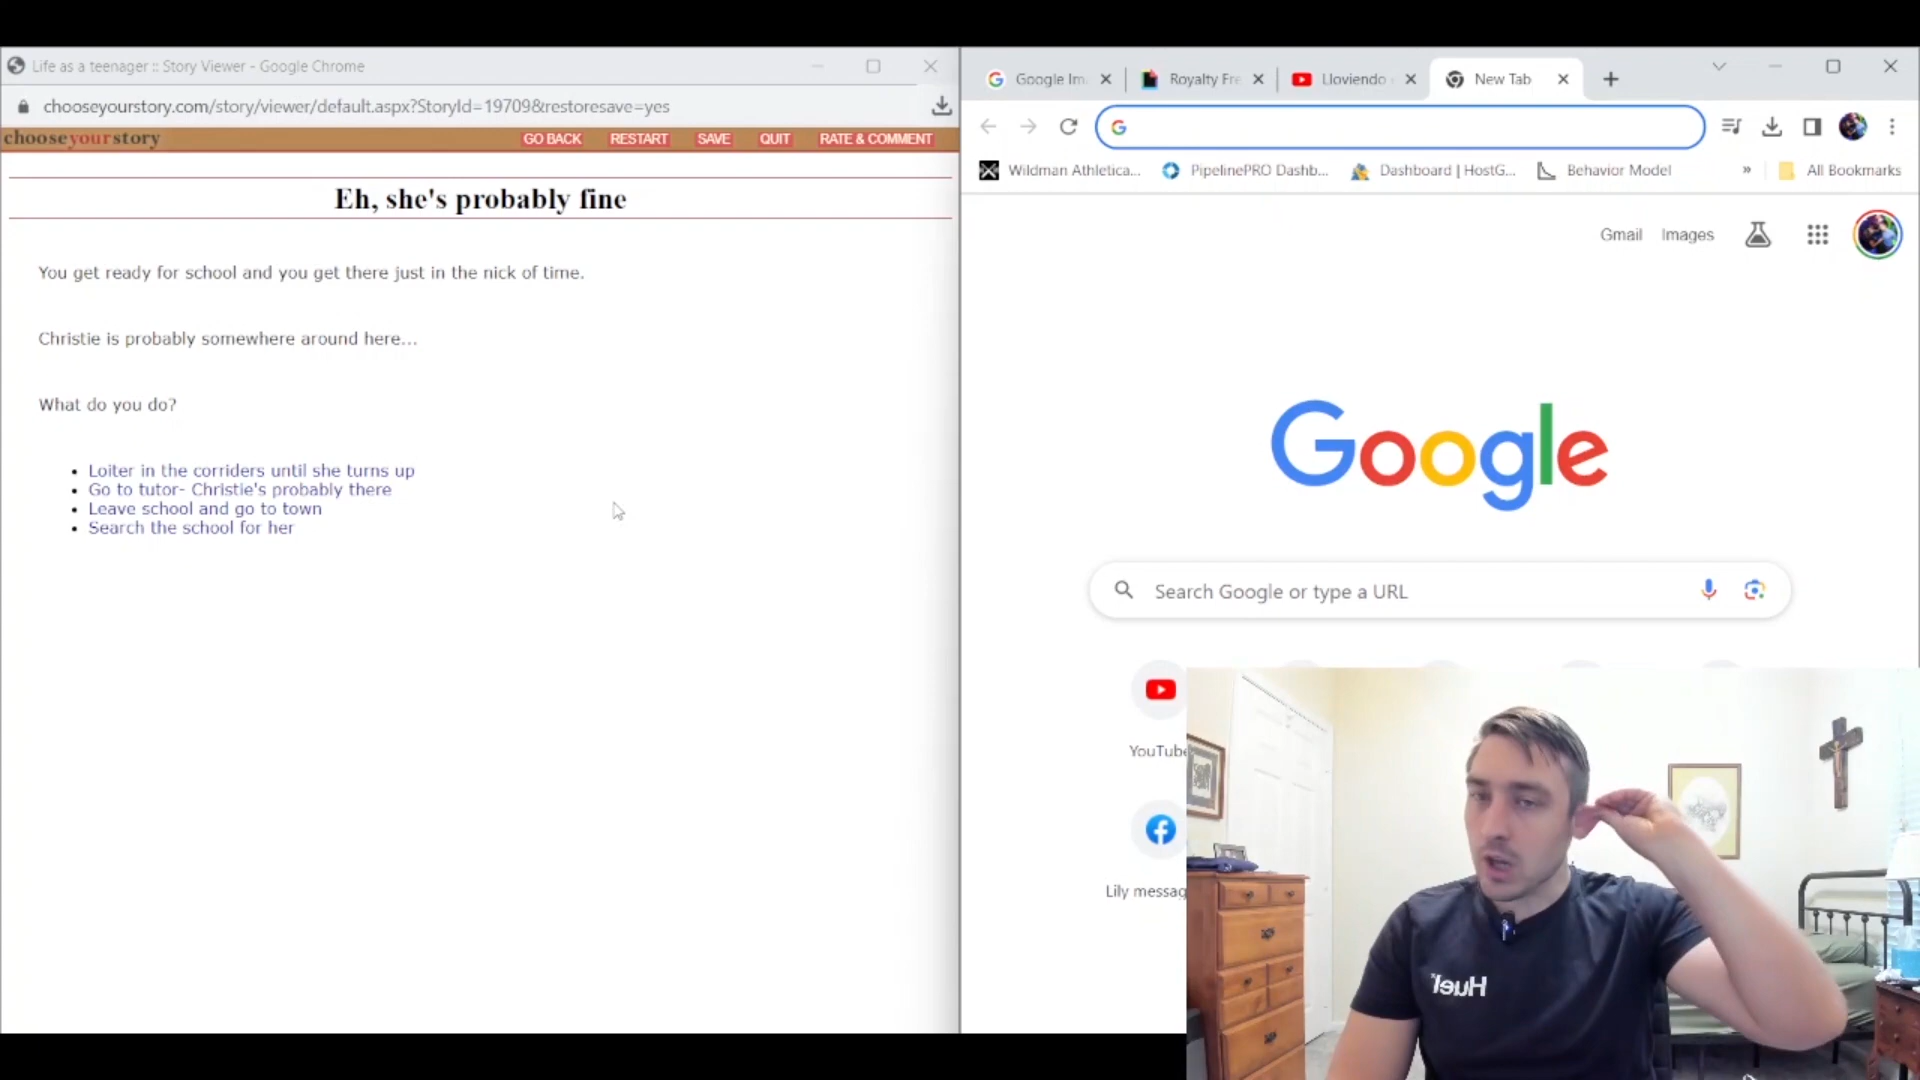 Life as a teenager :: Story Viewer - Google Chrome
chooseyourstory.com/story/viewer/default.aspx?StoryId=19709&restoresave=yes
chooseyourstory
GO BACK RESTART SAVE QUIT RATE & COMMENT
Eh, she's probably fine
You get ready for school and you get there just in the nick of time.
Christie is probably somewhere around here...
What do you do?
Loiter in the corriders until she turns up
Go to tutor- Christie's probably there
Leave school and go to town
Search the school for her
Google Im Royalty Fre Lloviendo New Tab
Wildman Athletica... PipelinePRO Dashb... Dashboard | HostG... Behavior Model » All Bookmarks
Gmail Images
Google
Search Google or type a URL
YouTube
Lily messag
Huel